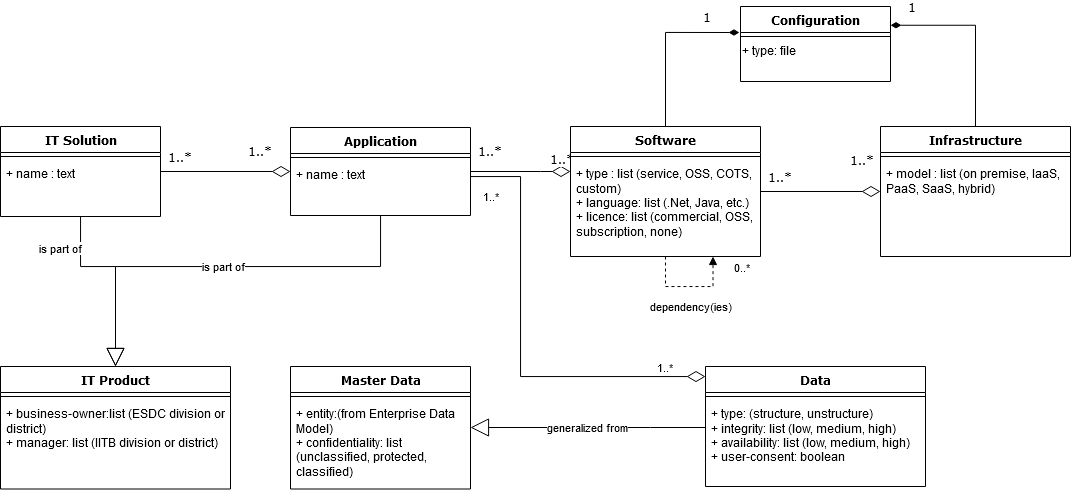 1
Configuration
1
+ type: file
IT Solution
1..*
1..*
+ name : text
Application
1..*
1..*
+ name : text
1..*
Software
+ type : list (service, OSS, COTS,
custom)
+ language: list (.Net, Java, etc.)
+ licence: list (commercial, OSS,
subscription, none)
1..*
1..*
Infrastructure
+ model : list (on premise, IaaS,
PaaS, SaaS, hybrid)
is part of
is part of
0..*
dependency(ies)
IT Product
+ business-owner:list (ESDC division or
district)
+ manager: list (IITB division or district)
Master Data
+ entity:(from Enterprise Data
Model)
+ confidentiality: list
(unclassified, protected,
classified)
generalized from
1..*
Data
+ type: (structure, unstructure)
+ integrity: list (low, medium, high)
+ availability: list (low, medium, high)
+ user-consent: boolean